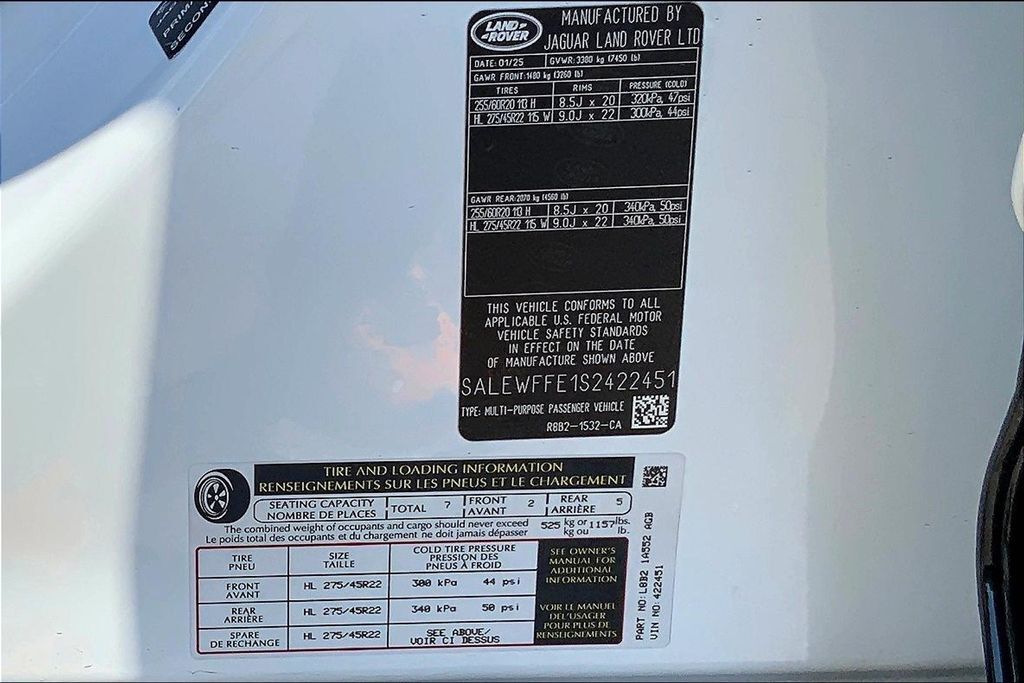 PRIMA
SECON
LAND
ROVER
MANUFACTURED BY
JAGUAR LAND ROVER LTD
DATE: 01/25 GVWR: 3380 kg (7450 lb)
GAWR FRONT: 1480 kg (3260 lb)
TIRES RIMS PRESSURE (COLD)
255/60R20 113 H 8.5J x 20 320kPa, 47psi
HL 275/45R22 115 W 9.0J x 22 300kPa, 44psi
GAWR REAR: 2070 kg (4560 lb)
255/60R20 113 H 8.5J x 20 340kPa, 50psi
HL 275/45R22 115 W 9.0J x 22 340kPa, 50psi
THIS VEHICLE CONFORMS TO ALL
APPLICABLE U.S. FEDERAL MOTOR
VEHICLE SAFETY STANDARDS
IN EFFECT ON THE DATE
OF MANUFACTURE SHOWN ABOVE
SALEWFFE1S2422451
TYPE: MULTI-PURPOSE PASSENGER VEHICLE
R8B2-1532-CA
TIRE AND LOADING INFORMATION
RENSEIGNEMENTS SUR LES PNEUS ET LE CHARGEMENT
SEATING CAPACITY
NOMBRE DE PLACES
TOTAL 7
FRONT
AVANT
2
REAR
ARRIÈRE
5
The combined weight of occupants and cargo should never exceed 525 kg or 1157 lbs.
Le poids total des occupants et du chargement ne doit jamais dépasser kg ou lb.
TIRE
PNEU
SIZE
TAILLE
COLD TIRE PRESSURE
PRESSION DES
PNEUS À FROID
FRONT
AVANT
HL 275/45R22 300 kPa 44 psi
REAR
ARRIÈRE
HL 275/45R22 340 kPa 50 psi
SPARE
DE RECHANGE
HL 275/45R22
SEE ABOVE/
VOIR CI DESSUS
SEE OWNER'S
MANUAL FOR
ADDITIONAL
INFORMATION
VOIR LE MANUEL
DE L'USAGER
POUR PLUS DE
RENSEIGNEMENTS
PART NO: L8B2 1A552 AGB
VIN NO: 422451